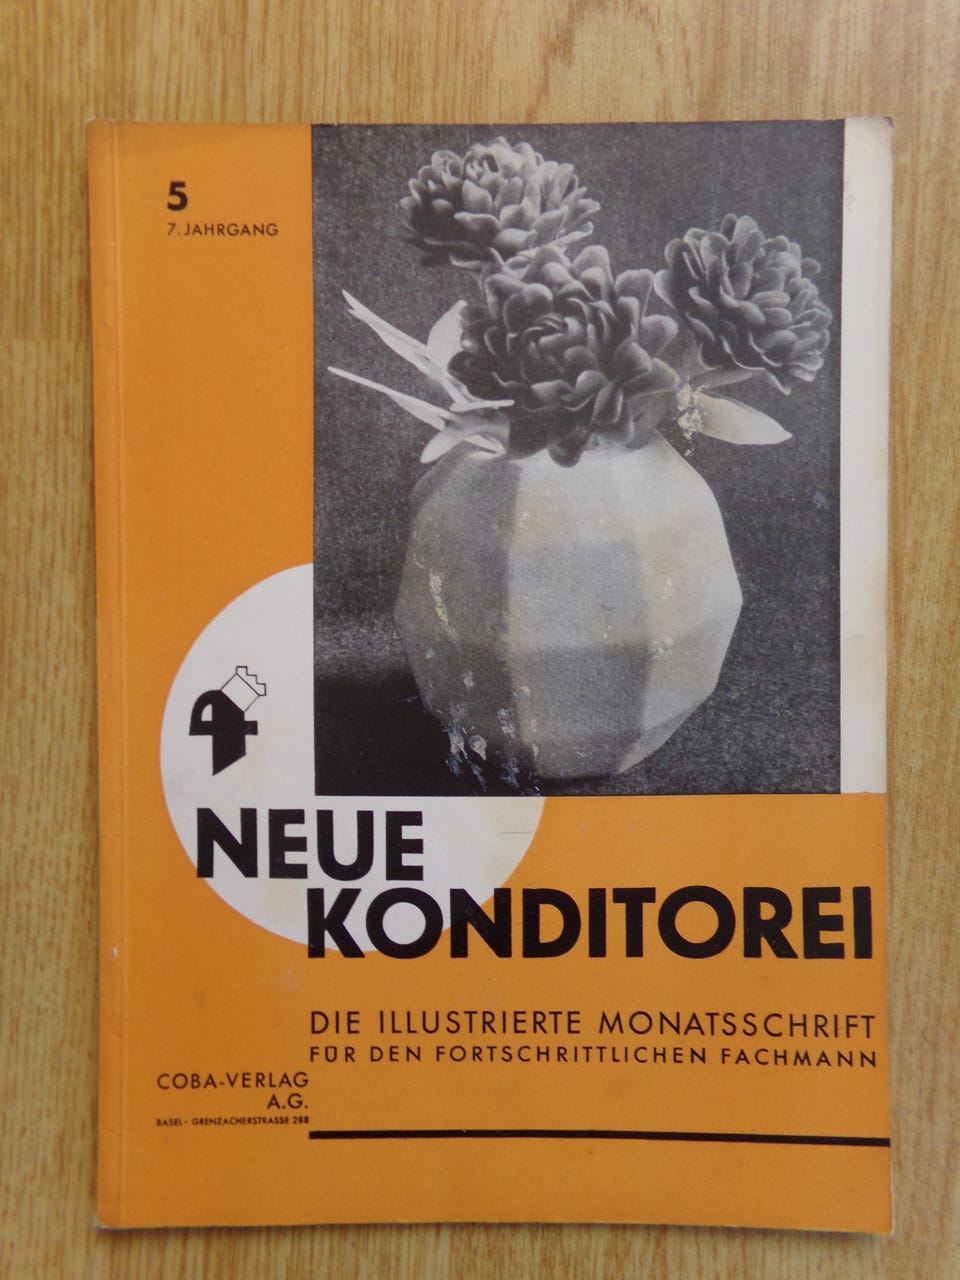 5
7. JAHRGANG
NEUE
KONDITOREI
DIE ILLUSTRIERTE MONATSSCHRIFT
FÜR DEN FORTSCHRITTLICHEN FACHMANN
COBA-VERLAG
A.G.
BASEL · GRENZACHERSTRASSE 288